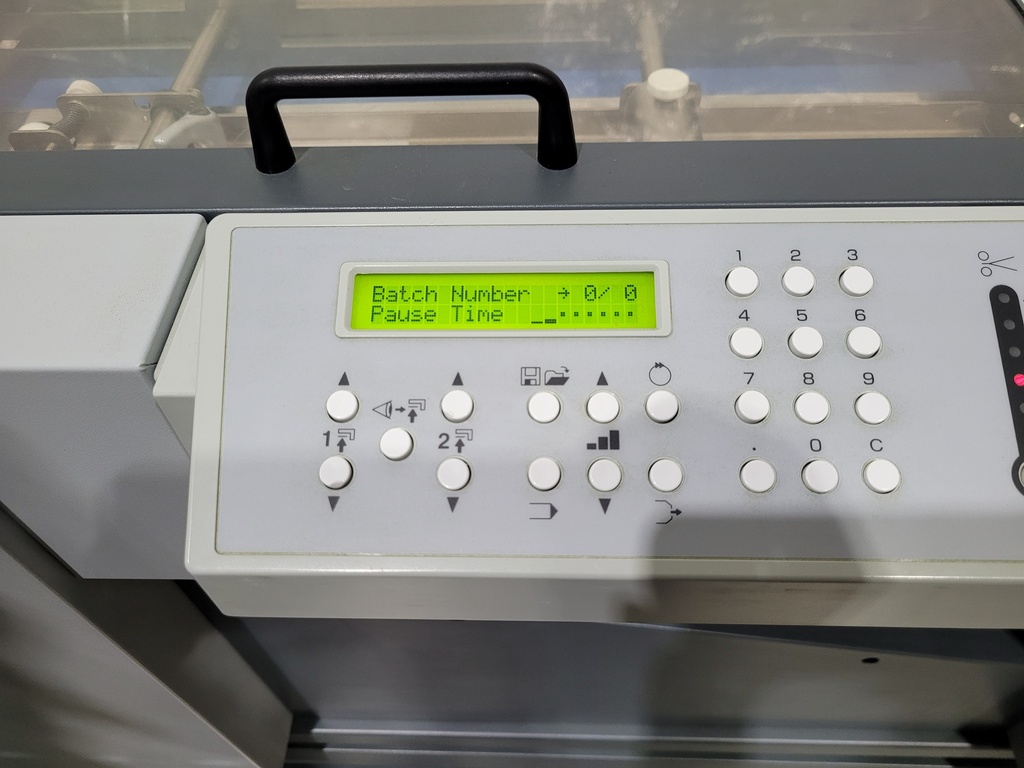 Batch Number → 0/ 0
Pause Time
1 2 3
4 5 6
7 8 9
. 0 C
1 2